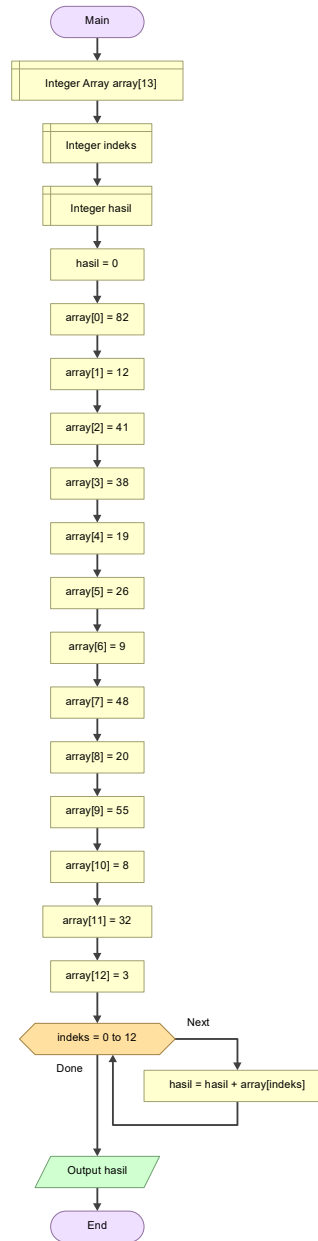 Main
Integer Array array[13]
Integer indeks
Integer hasil
hasil = 0
array[0] = 82
array[1] = 12
array[2] = 41
array[3] = 38
array[4] = 19
array[5] = 26
array[6] = 9
array[7] = 48
array[8] = 20
array[9] = 55
array[10] = 8
array[11] = 32
array[12] = 3
indeks = 0 to 12
Next
hasil = hasil + array[indeks]
Done
Output hasil
End